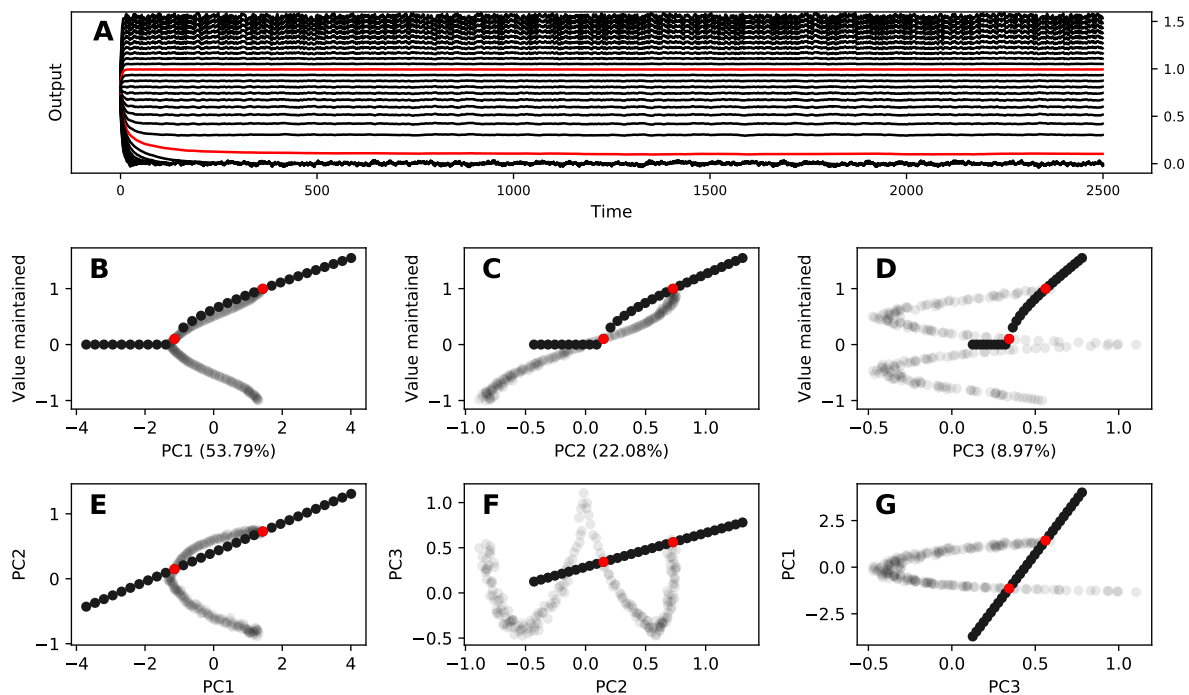 A
Output
1.5
1.0
0.5
0.0
0 500 1000 1500 2000 2500
Time
B
Value maintained
1
0
−1
−4 −2 0 2 4
PC1 (53.79%)
C
Value maintained
1
0
−1
−1.0 −0.5 0.0 0.5 1.0
PC2 (22.08%)
D
Value maintained
1
0
−1
−0.5 0.0 0.5 1.0
PC3 (8.97%)
E
PC2
1
0
−1
−4 −2 0 2 4
PC1
F
PC3
1.0
0.5
0.0
−0.5
−1.0 −0.5 0.0 0.5 1.0
PC2
G
PC1
2.5
0.0
−2.5
−0.5 0.0 0.5 1.0
PC3